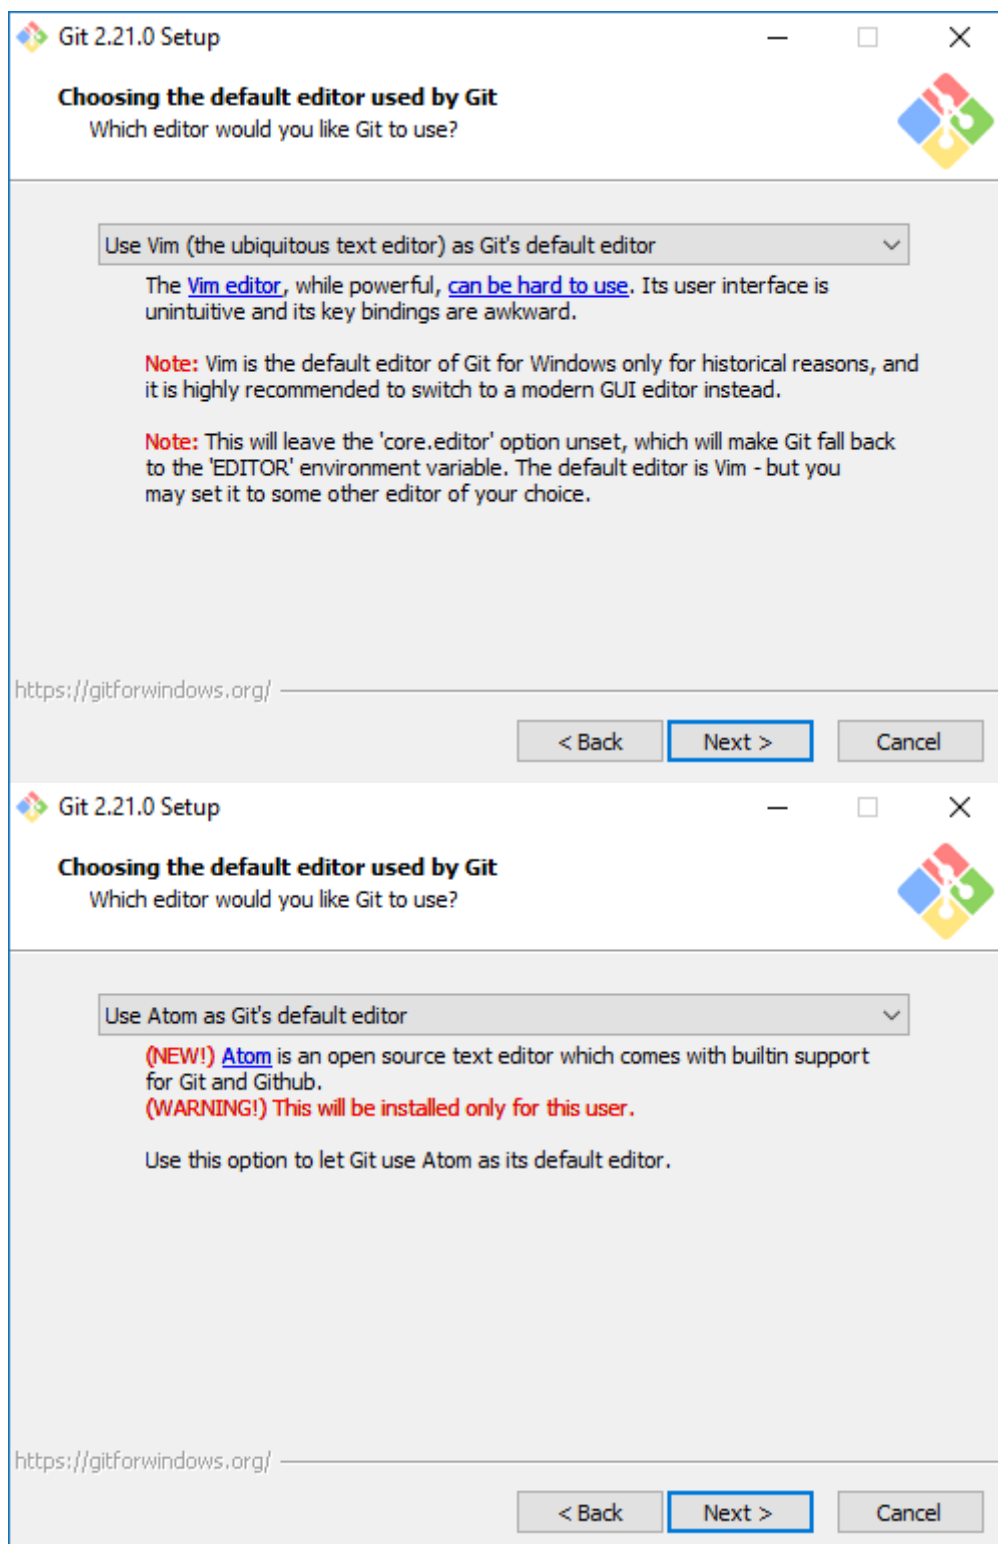 Git 2.21.0 Setup
Choosing the default editor used by Git
Which editor would you like Git to use?
Use Vim (the ubiquitous text editor) as Git's default editor
The Vim editor, while powerful, can be hard to use. Its user interface is
unintuitive and its key bindings are awkward.
Note: Vim is the default editor of Git for Windows only for historical reasons, and
it is highly recommended to switch to a modern GUI editor instead.
Note: This will leave the 'core.editor' option unset, which will make Git fall back
to the 'EDITOR' environment variable. The default editor is Vim - but you
may set it to some other editor of your choice.
https://gitforwindows.org/
< Back
Next >
Cancel
Git 2.21.0 Setup
Choosing the default editor used by Git
Which editor would you like Git to use?
Use Atom as Git's default editor
(NEW!) Atom is an open source text editor which comes with builtin support
for Git and Github.
(WARNING!) This will be installed only for this user.
Use this option to let Git use Atom as its default editor.
https://gitforwindows.org/
< Back
Next >
Cancel